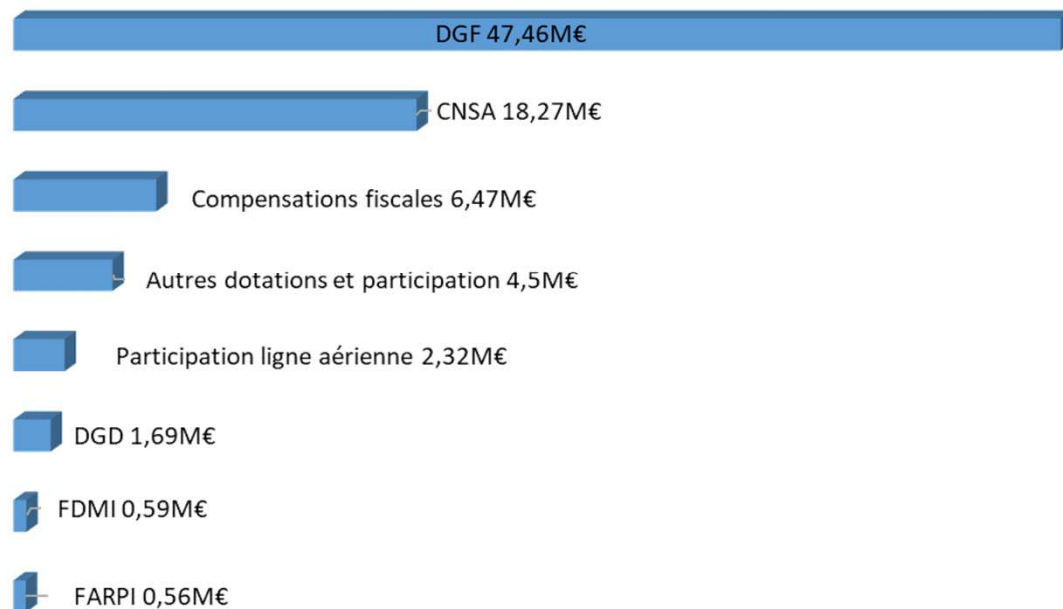 DGF 47,46M€
CNSA 18,27M€
Compensations fiscales 6,47M€
Autres dotations et participation 4,5M€
Participation ligne aérienne 2,32M€
DGD 1,69M€
FDMI 0,59M€
FARPI 0,56M€